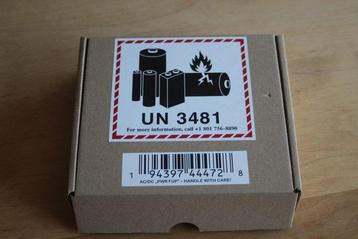 UN 3481
For more information, call +1 801 756-8890
1 94397 44472 8
AC/DC „PWR↑UP“ - HANDLE WITH CARE!